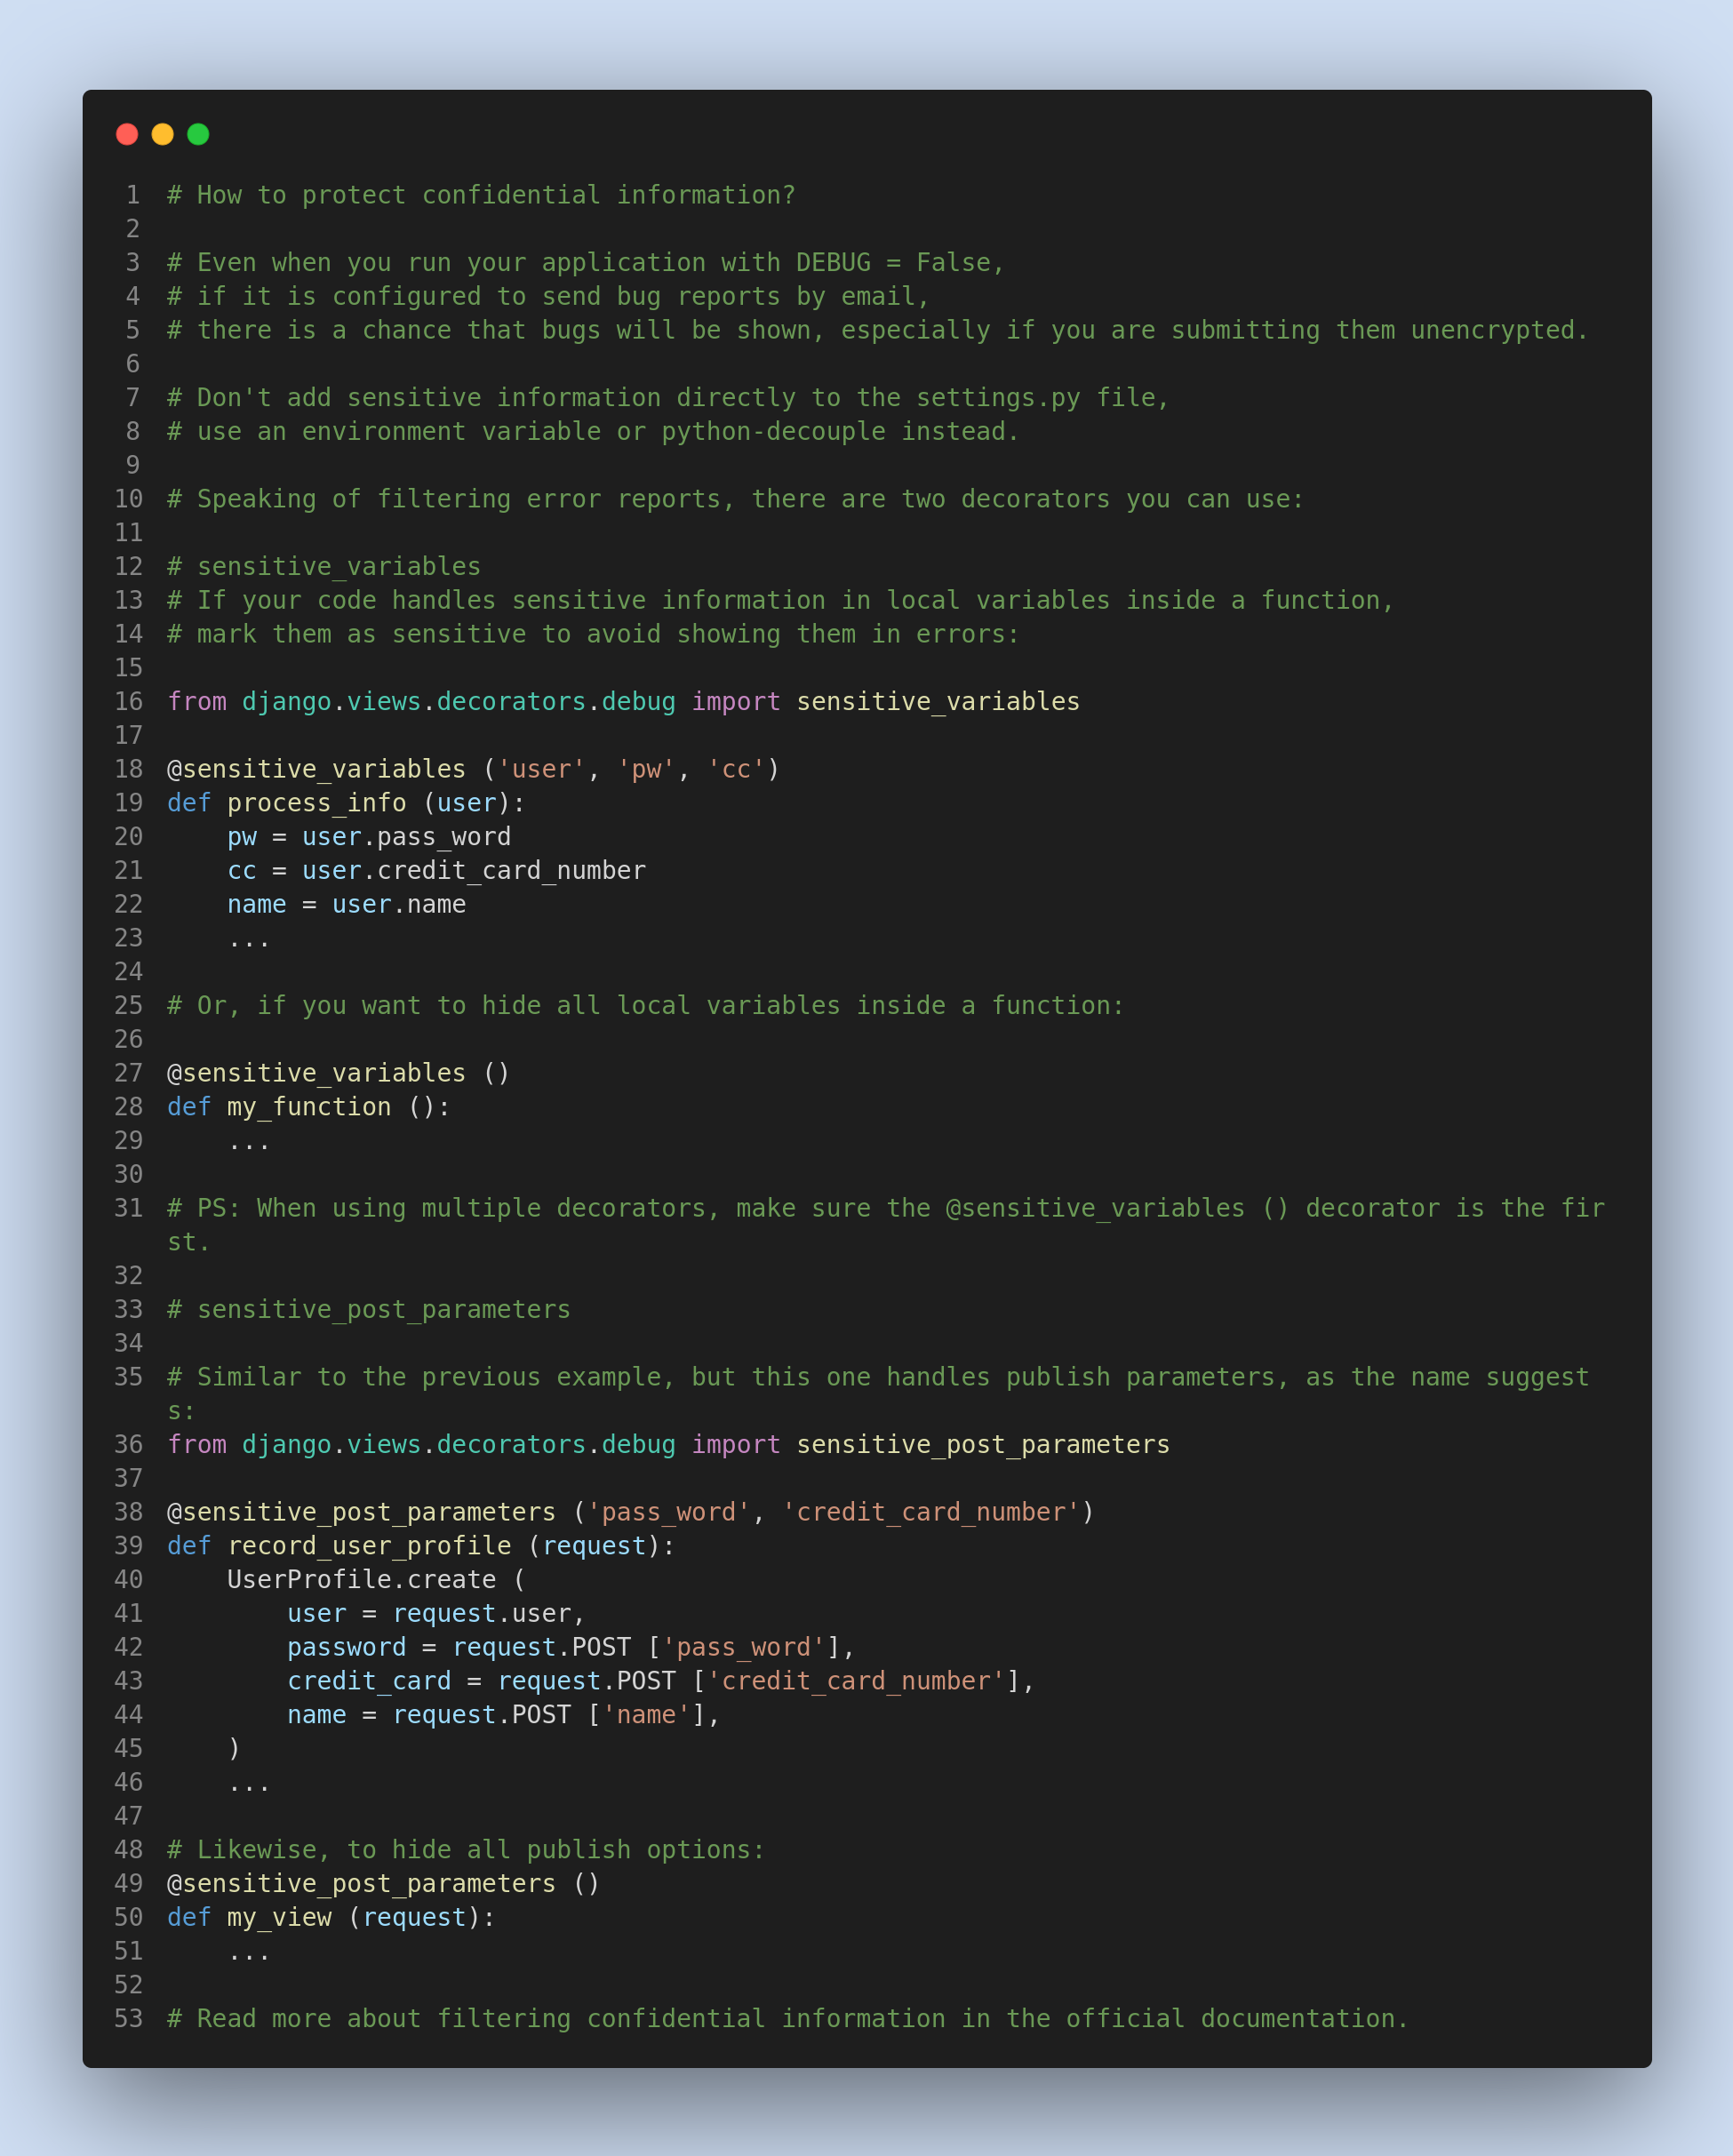 1 # How to protect confidential information?
2
3 # Even when you run your application with DEBUG = False,
4 # if it is configured to send bug reports by email,
5 # there is a chance that bugs will be shown, especially if you are submitting them unencrypted.
6
7 # Don't add sensitive information directly to the settings.py file,
8 # use an environment variable or python-decouple instead.
9
10 # Speaking of filtering error reports, there are two decorators you can use:
11
12 # sensitive_variables
13 # If your code handles sensitive information in local variables inside a function,
14 # mark them as sensitive to avoid showing them in errors:
15
16 from django.views.decorators.debug import sensitive_variables
17
18 @sensitive_variables ('user', 'pw', 'cc')
19 def process_info (user):
20     pw = user.pass_word
21     cc = user.credit_card_number
22     name = user.name
23     ...
24
25 # Or, if you want to hide all local variables inside a function:
26
27 @sensitive_variables ()
28 def my_function ():
29     ...
30
31 # PS: When using multiple decorators, make sure the @sensitive_variables () decorator is the fir
st.
32
33 # sensitive_post_parameters
34
35 # Similar to the previous example, but this one handles publish parameters, as the name suggest
s:
36 from django.views.decorators.debug import sensitive_post_parameters
37
38 @sensitive_post_parameters ('pass_word', 'credit_card_number')
39 def record_user_profile (request):
40     UserProfile.create (
41         user = request.user,
42         password = request.POST ['pass_word'],
43         credit_card = request.POST ['credit_card_number'],
44         name = request.POST ['name'],
45     )
46     ...
47
48 # Likewise, to hide all publish options:
49 @sensitive_post_parameters ()
50 def my_view (request):
51     ...
52
53 # Read more about filtering confidential information in the official documentation.